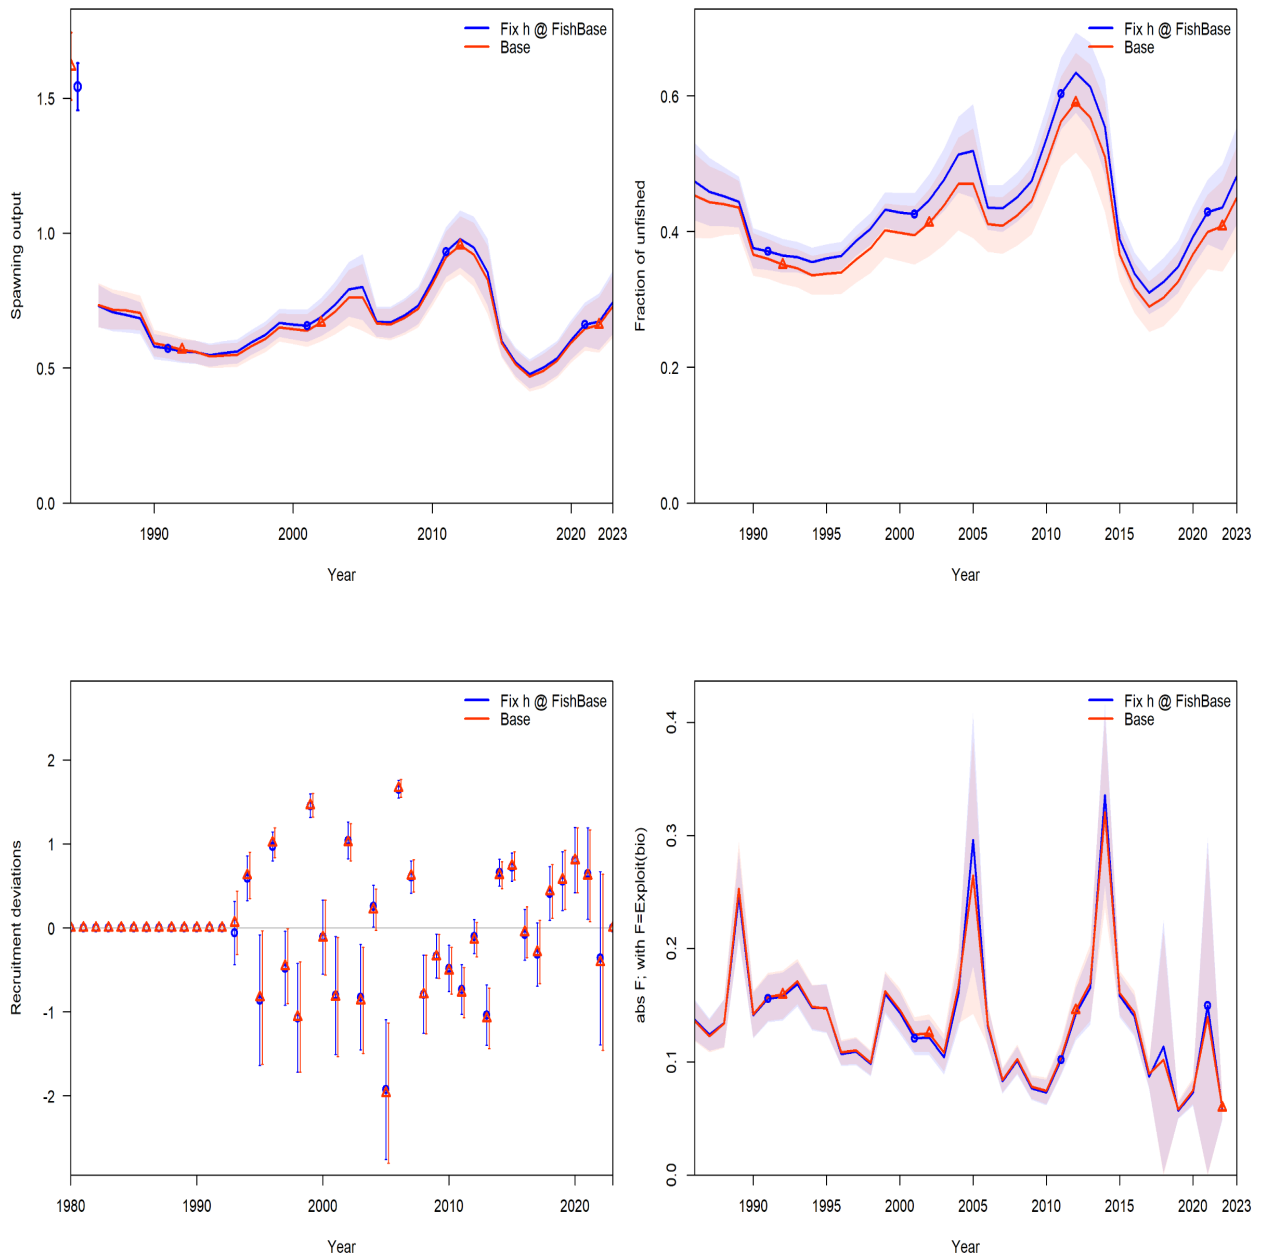 Fix h @ FishBase
Base
Spawning output
1.5
1.0
0.5
0.0
1990
2000
2010
2020
2023
Year
Fix h @ FishBase
Base
Fraction of unfished
0.6
0.4
0.2
0.0
1990
1995
2000
2005
2010
2015
2020
2023
Year
Fix h @ FishBase
Base
Recruitment deviations
2
1
0
-1
-2
1980
1990
2000
2010
2020
Year
Fix h @ FishBase
Base
abs F; with F=Exploit(bio)
0.4
0.3
0.2
0.1
0.0
1990
1995
2000
2005
2010
2015
2020
2023
Year